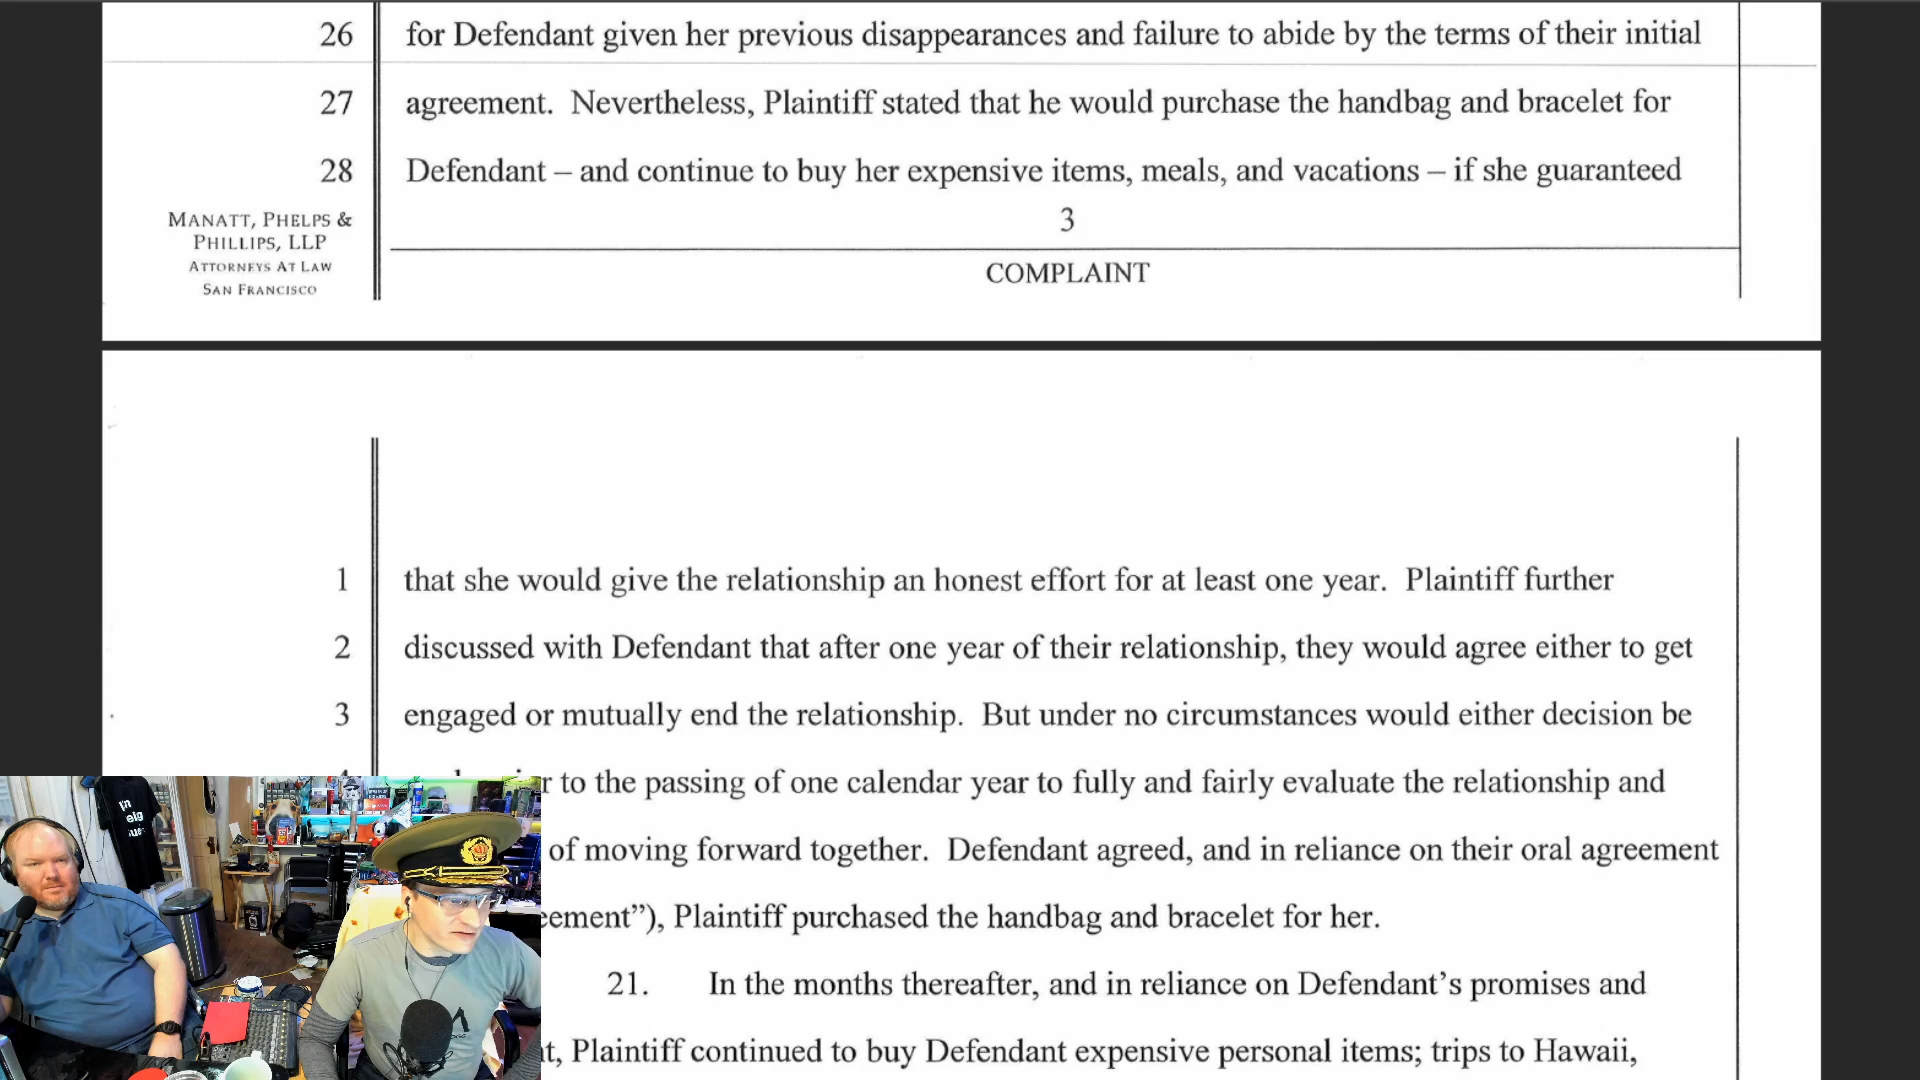 26 for Defendant given her previous disappearances and failure to abide by the terms of their initial
27 agreement. Nevertheless, Plaintiff stated that he would purchase the handbag and bracelet for
28 Defendant – and continue to buy her expensive items, meals, and vacations – if she guaranteed
MANATT, PHELPS &
PHILLIPS, LLP
ATTORNEYS AT LAW
SAN FRANCISCO
3
COMPLAINT
1 that she would give the relationship an honest effort for at least one year. Plaintiff further
2 discussed with Defendant that after one year of their relationship, they would agree either to get
3 engaged or mutually end the relationship. But under no circumstances would either decision be
to the passing of one calendar year to fully and fairly evaluate the relationship and
of moving forward together. Defendant agreed, and in reliance on their oral agreement
eement”), Plaintiff purchased the handbag and bracelet for her.
21. In the months thereafter, and in reliance on Defendant’s promises and
t, Plaintiff continued to buy Defendant expensive personal items; trips to Hawaii,